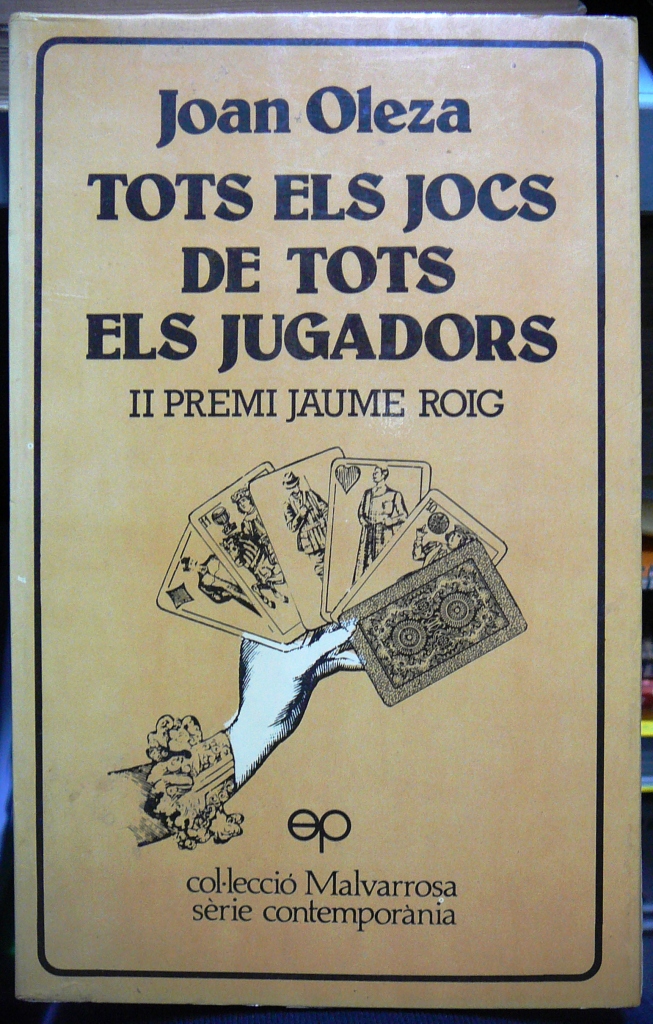 Joan Oleza
TOTS ELS JOCS
DE TOTS
ELS JUGADORS
II PREMI JAUME ROIG
ep
col·lecció Malvarrosa
sèrie contemporània